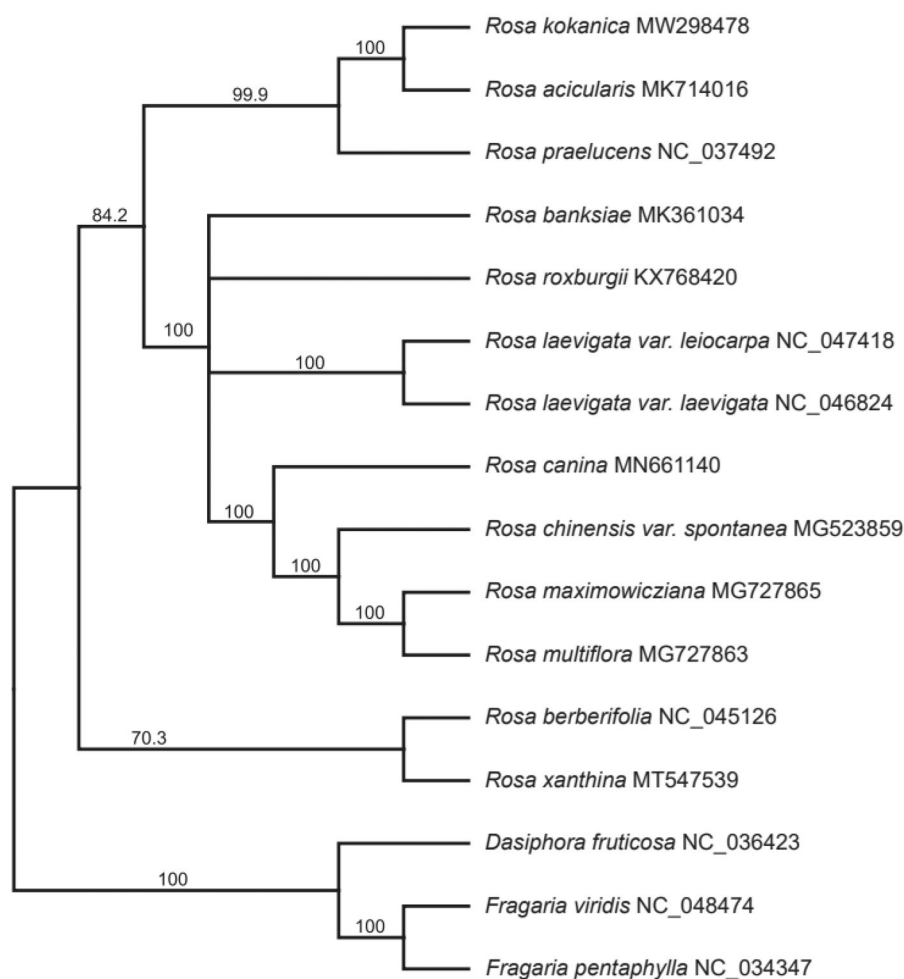 Rosa kokanica MW298478
100
Rosa acicularis MK714016
99.9
Rosa praelucens NC_037492
84.2
Rosa banksiae MK361034
Rosa roxburgii KX768420
100
Rosa laevigata var. leiocarpa NC_047418
100
Rosa laevigata var. laevigata NC_046824
Rosa canina MN661140
100
Rosa chinensis var. spontanea MG523859
100
Rosa maximowicziana MG727865
100
Rosa multiflora MG727863
Rosa berberifolia NC_045126
70.3
Rosa xanthina MT547539
Dasiphora fruticosa NC_036423
100
Fragaria viridis NC_048474
100
Fragaria pentaphylla NC_034347